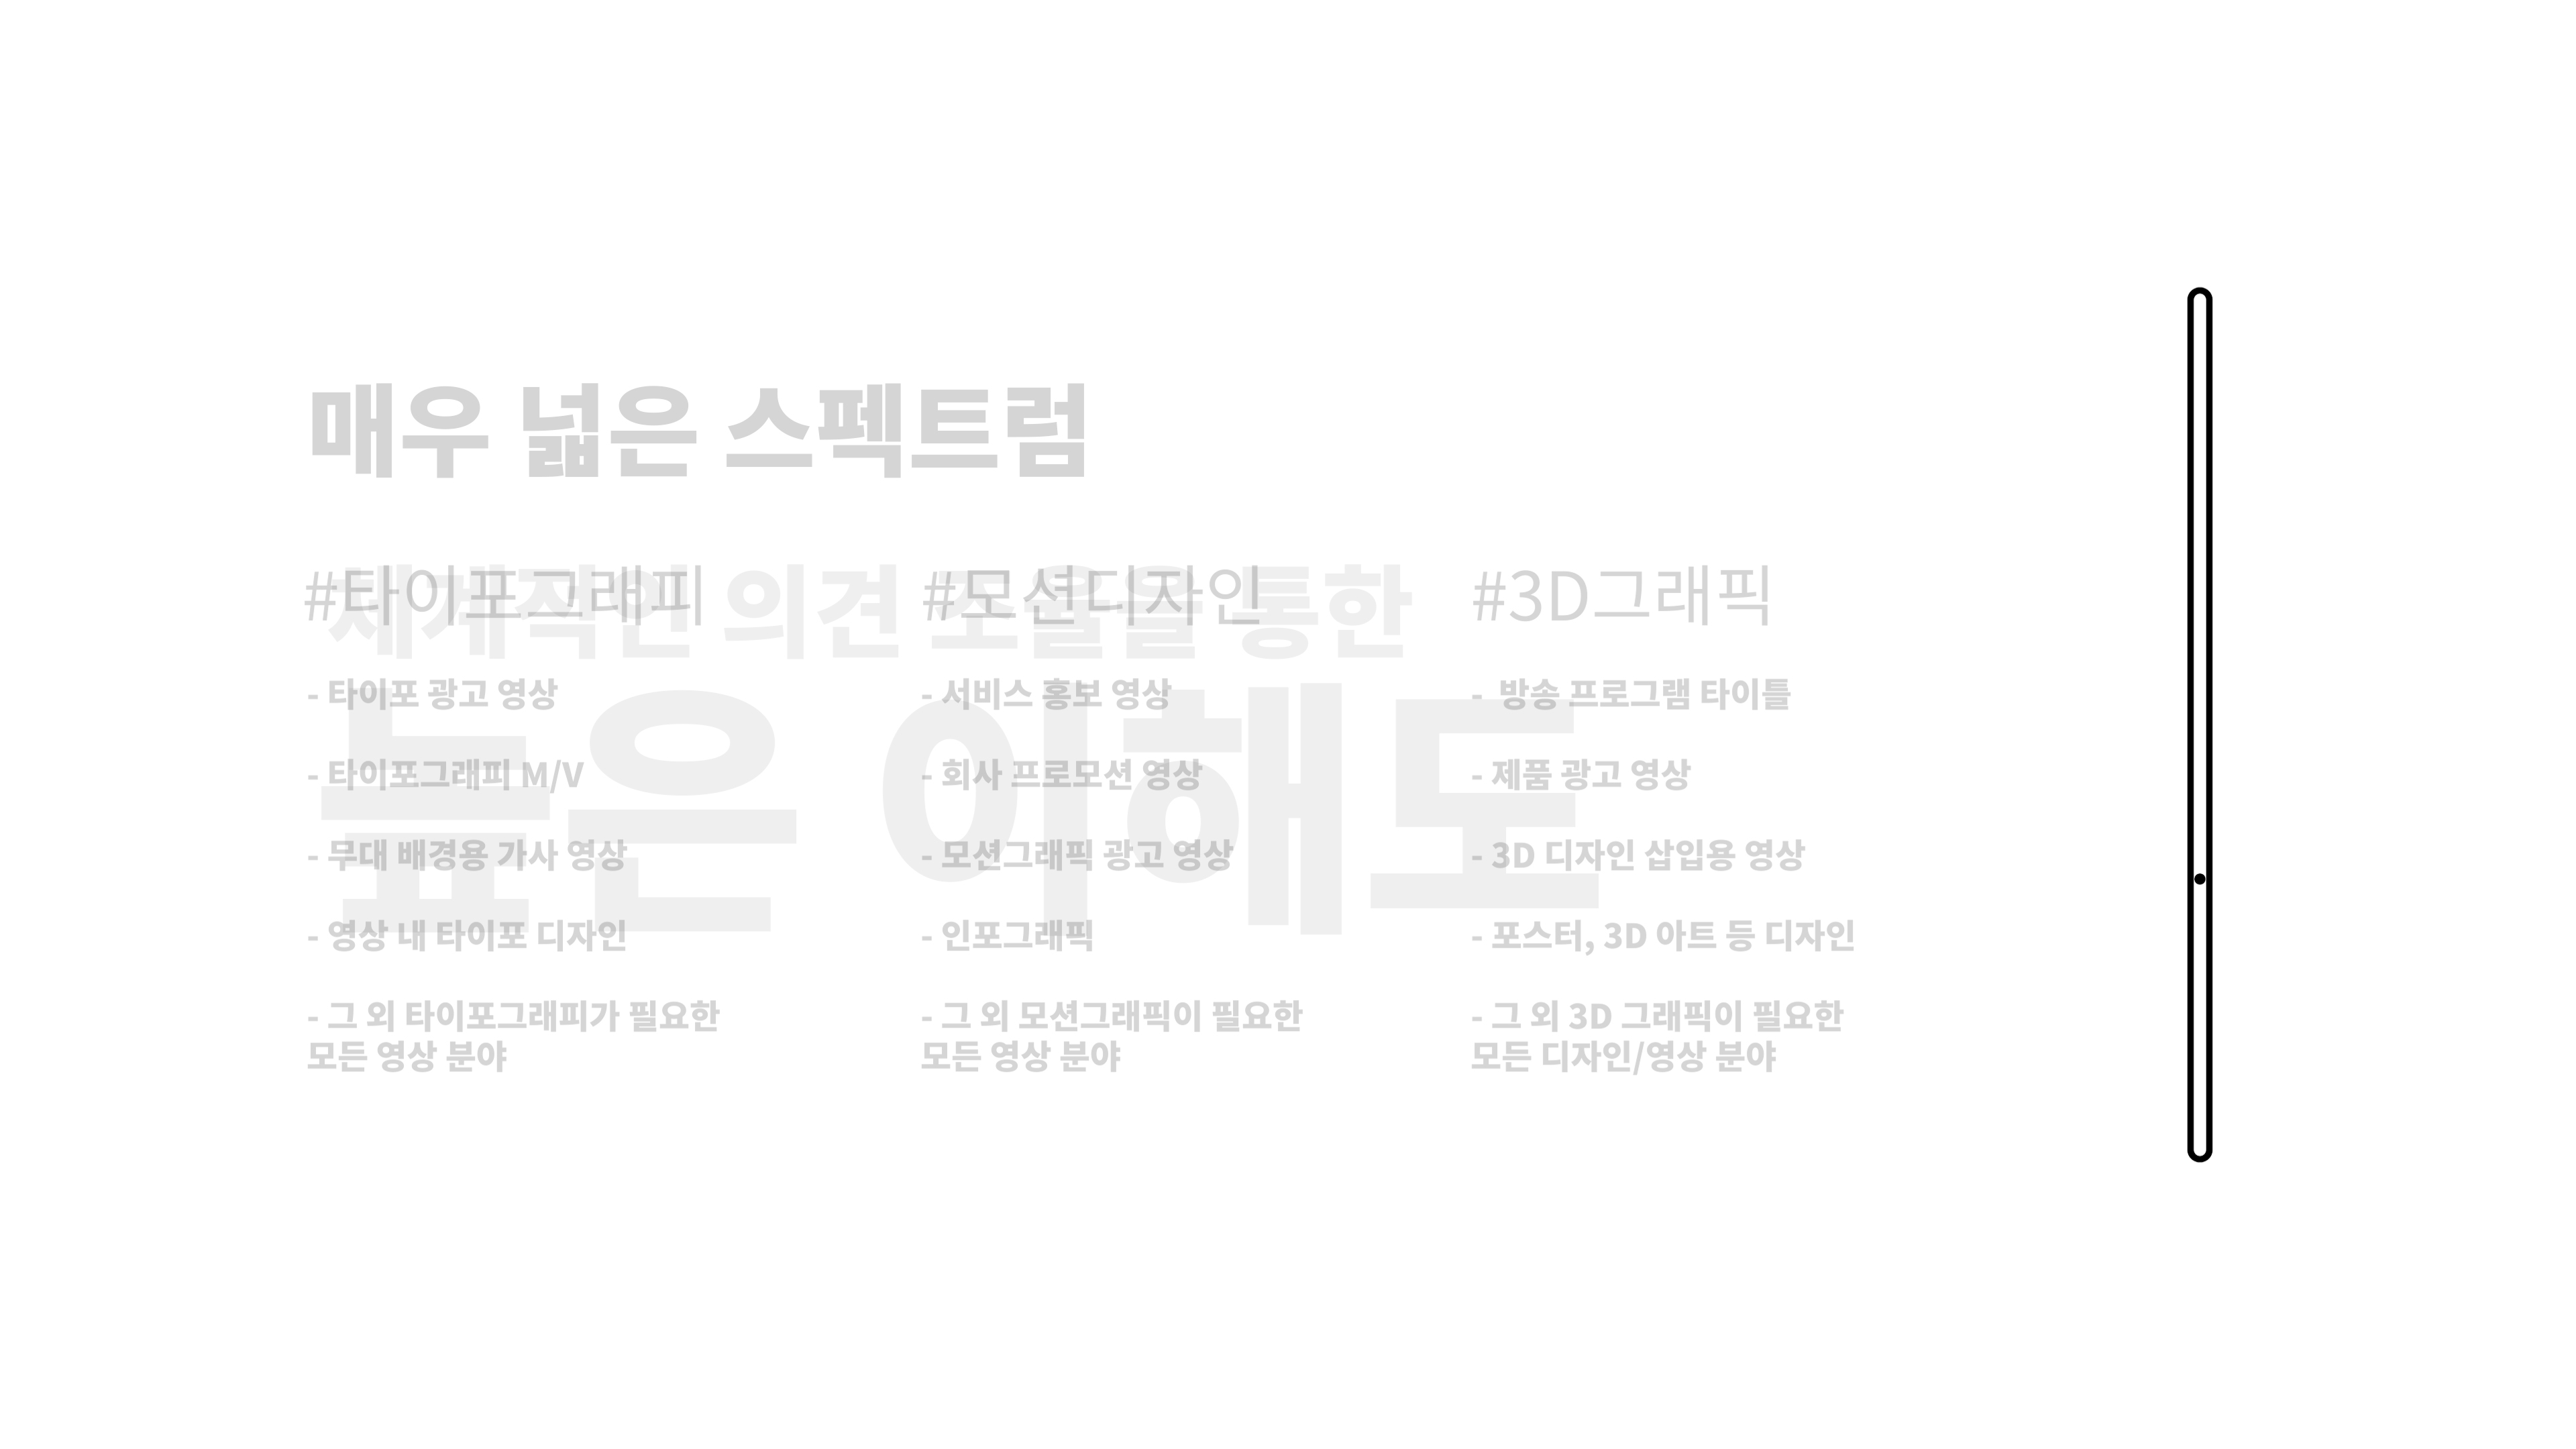 매우 넓은 스펙트럼
#타이포그래피
- 타이포 광고 영상
- 타이포그래피 M/V
- 무대 배경용 가사 영상
- 영상 내 타이포 디자인
- 그 외 타이포그래피가 필요한
모든 영상 분야
#모션디자인
- 서비스 홍보 영상
- 회사 프로모션 영상
- 모션그래픽 광고 영상
- 인포그래픽
- 그 외 모션그래픽이 필요한
모든 영상 분야
#3D그래픽
- 방송 프로그램 타이틀
- 제품 광고 영상
- 3D 디자인 삽입용 영상
- 포스터, 3D 아트 등 디자인
- 그 외 3D 그래픽이 필요한
모든 디자인/영상 분야
체계적인 의견 조율을 통한
높은 이해도